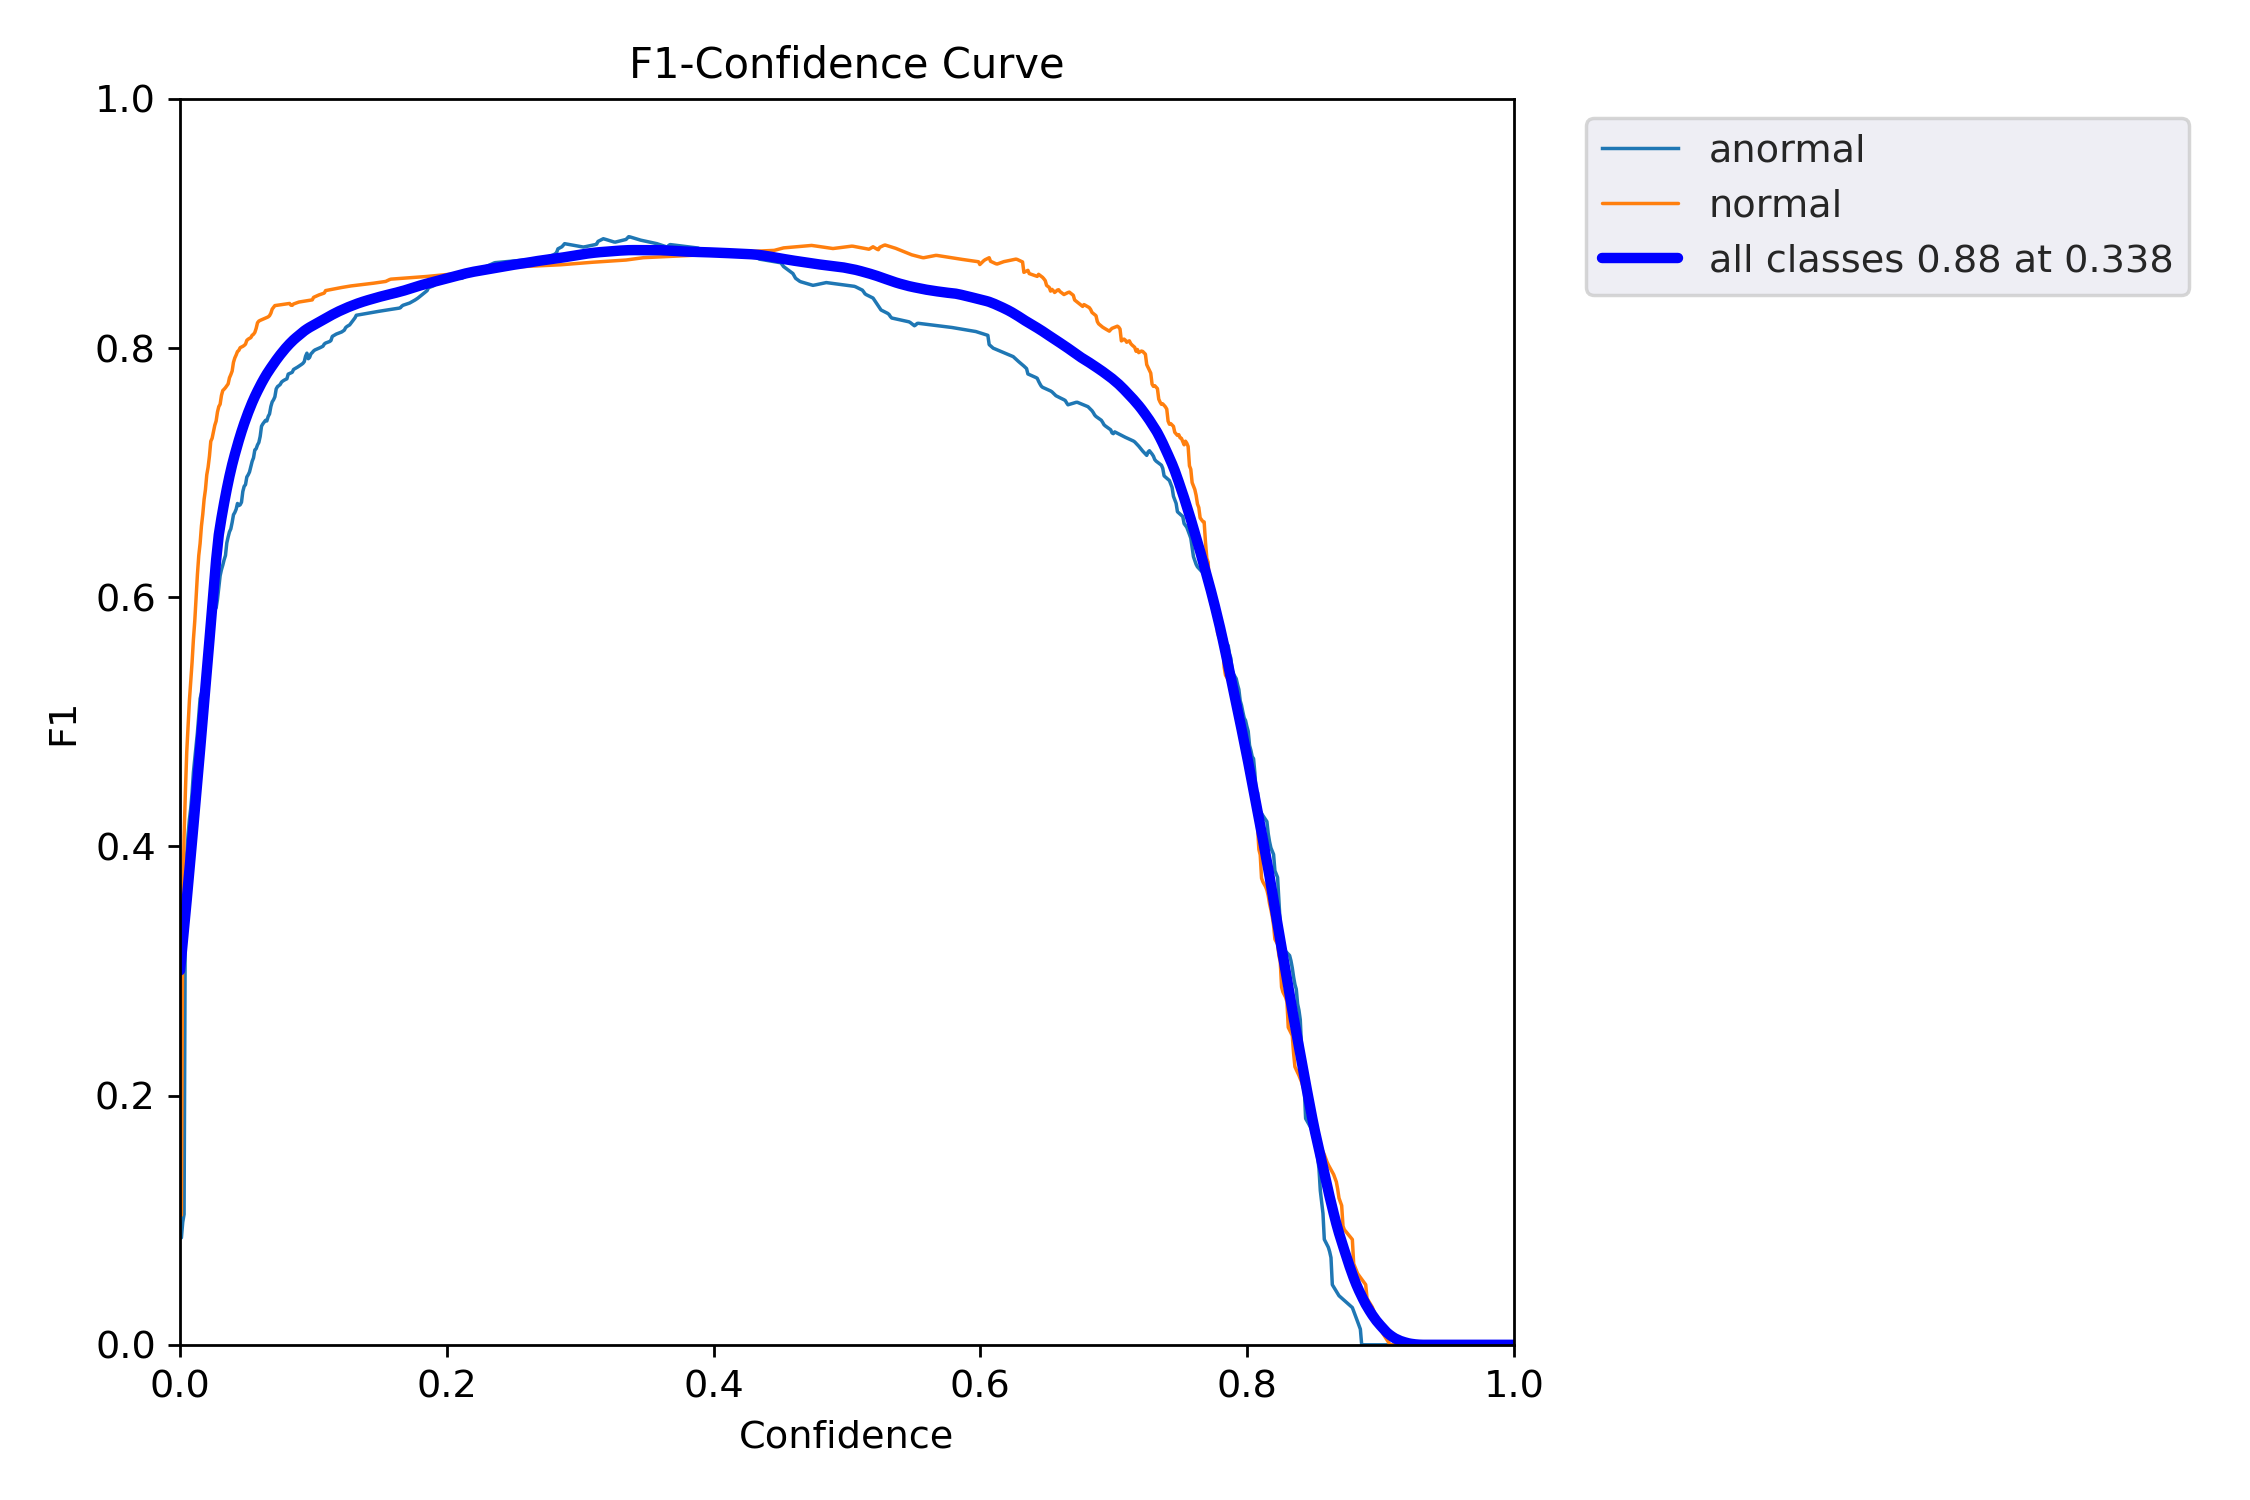 F1-Confidence Curve
1.0
0.8
0.6
0.4
0.2
0.0
F1
0.0 0.2 0.4 0.6 0.8 1.0
Confidence
anormal
normal
all classes 0.88 at 0.338